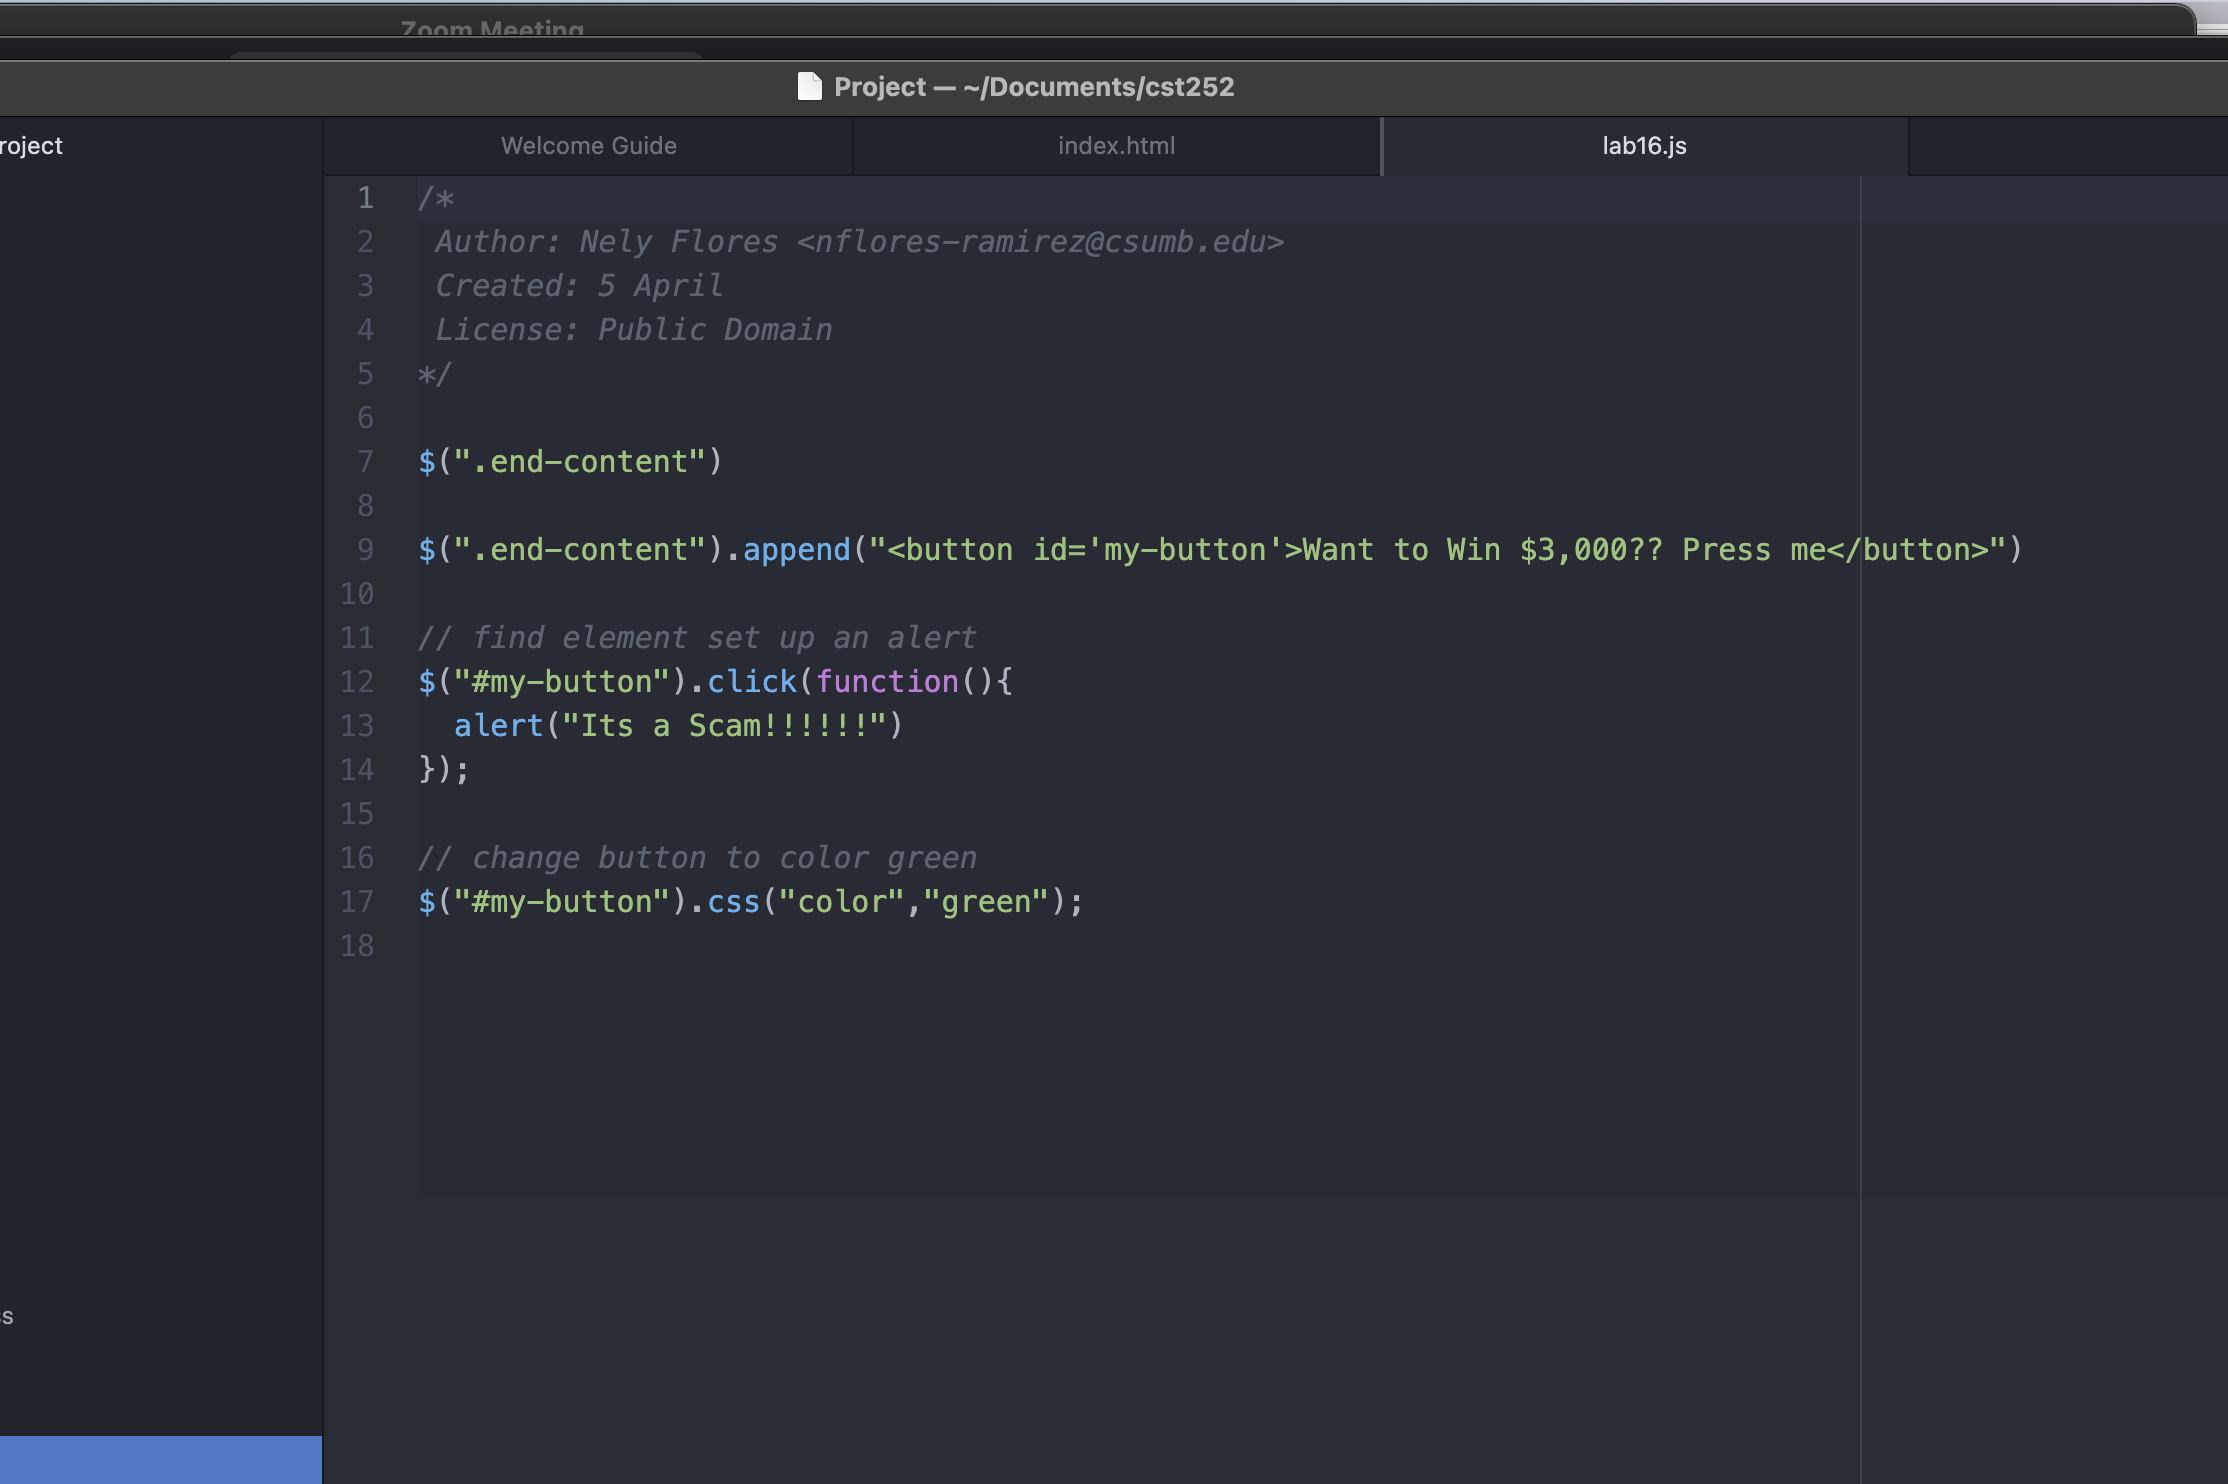 Zoom Meeting
Project — ~/Documents/cst252
roject
Welcome Guide
index.html
lab16.js
1 /*
2 Author: Nely Flores <nflores-ramirez@csumb.edu>
3 Created: 5 April
4 License: Public Domain
5 */
6
7 $(".end-content")
8
9 $(".end-content").append("<button id='my-button'>Want to Win $3,000?? Press me</button>")
10
11 // find element set up an alert
12 $("#my-button").click(function(){
13 alert("Its a Scam!!!!!!")
14 });
15
16 // change button to color green
17 $("#my-button").css("color","green");
18
ss